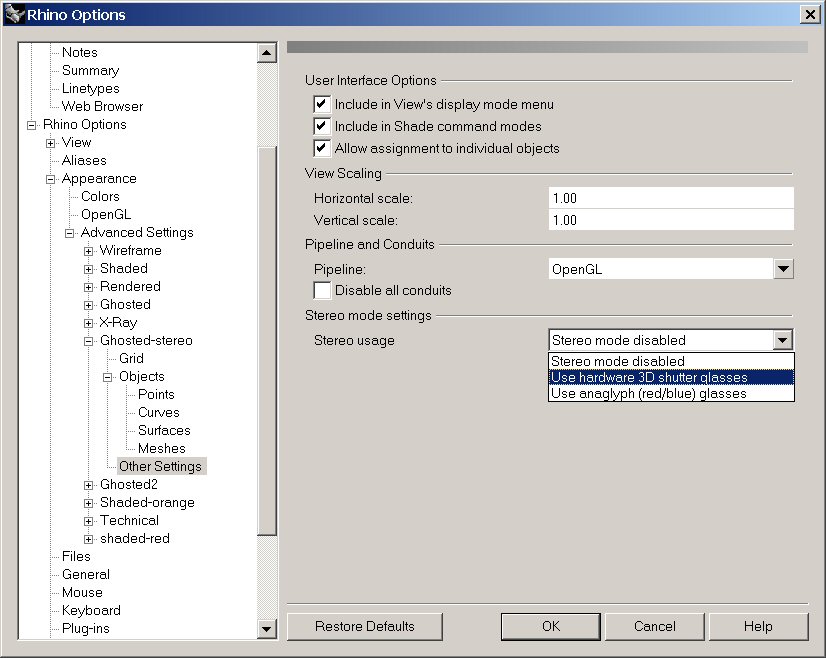 Rhino Options
Notes
Summary
Linetypes
Web Browser
Rhino Options
View
Aliases
Appearance
Colors
OpenGL
Advanced Settings
Wireframe
Shaded
Rendered
Ghosted
X-Ray
Ghosted-stereo
Grid
Objects
Points
Curves
Surfaces
Meshes
Other Settings
Ghosted2
Shaded-orange
Technical
shaded-red
Files
General
Mouse
Keyboard
Plug-ins
User Interface Options
Include in View's display mode menu
Include in Shade command modes
Allow assignment to individual objects
View Scaling
Horizontal scale: 1.00
Vertical scale: 1.00
Pipeline and Conduits
Pipeline: OpenGL
Disable all conduits
Stereo mode settings
Stereo usage Stereo mode disabled
Stereo mode disabled
Use hardware 3D shutter glasses
Use anaglyph (red/blue) glasses
Restore Defaults OK Cancel Help